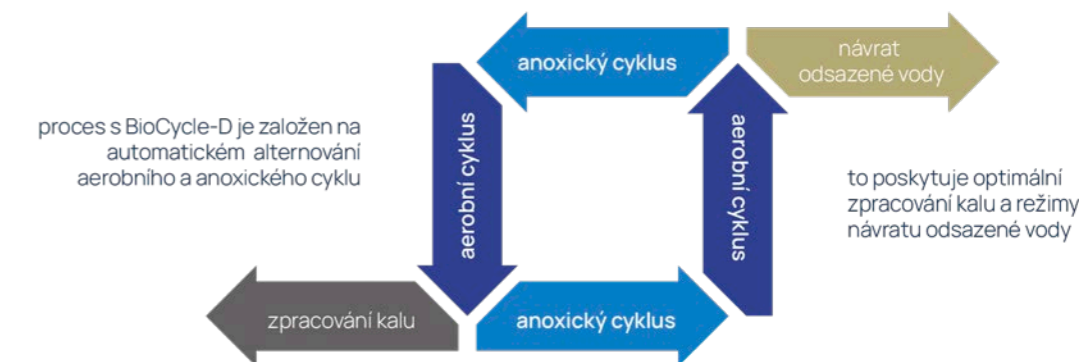 anoxický cyklus
návrat
odsazené vody
proces s BioCycle-D je založen na
automatickém alternování
aerobního a anoxického cyklu
aerobní cyklus
aerobní cyklus
to poskytuje optimální
zpracování kalu a režimy
návratu odsazené vody
zpracování kalu
anoxický cyklus